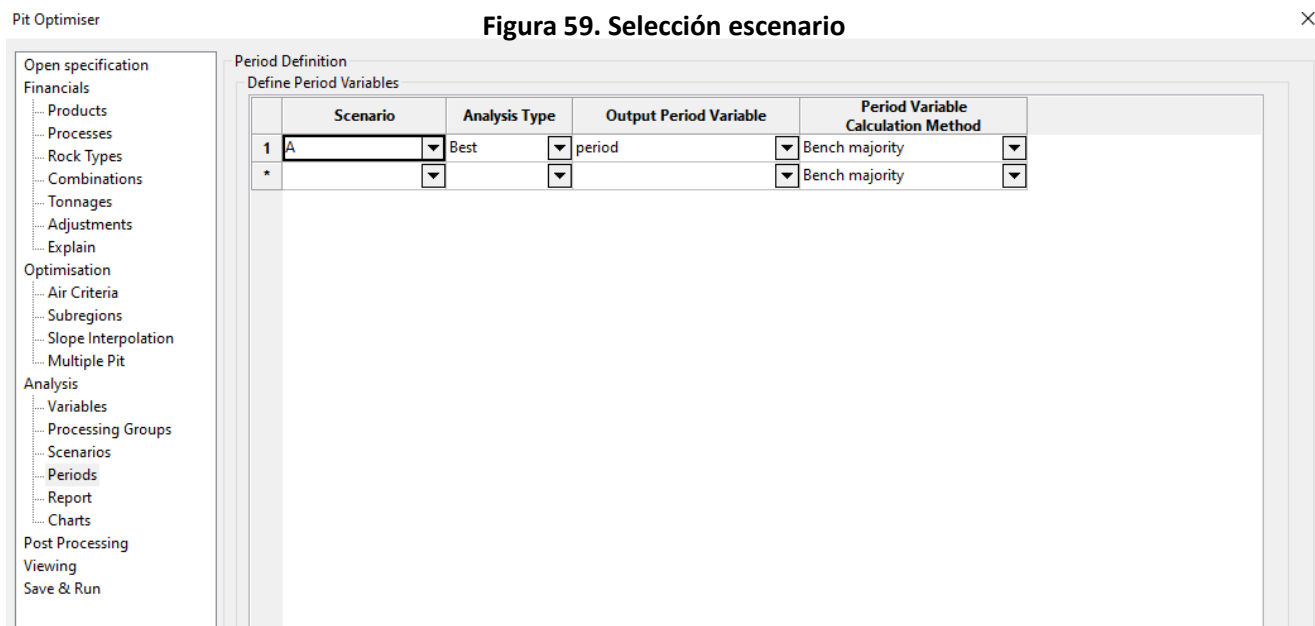 Pit Optimiser
Figura 59. Selección escenario
Open specification
Financials
Products
Processes
Rock Types
Combinations
Tonnages
Adjustments
Explain
Optimisation
Air Criteria
Subregions
Slope Interpolation
Multiple Pit
Analysis
Variables
Processing Groups
Scenarios
Periods
Report
Charts
Post Processing
Viewing
Save & Run
Period Definition
Define Period Variables
Scenario Analysis Type Output Period Variable Period Variable
Calculation Method
1 A Best period Bench majority
* Bench majority